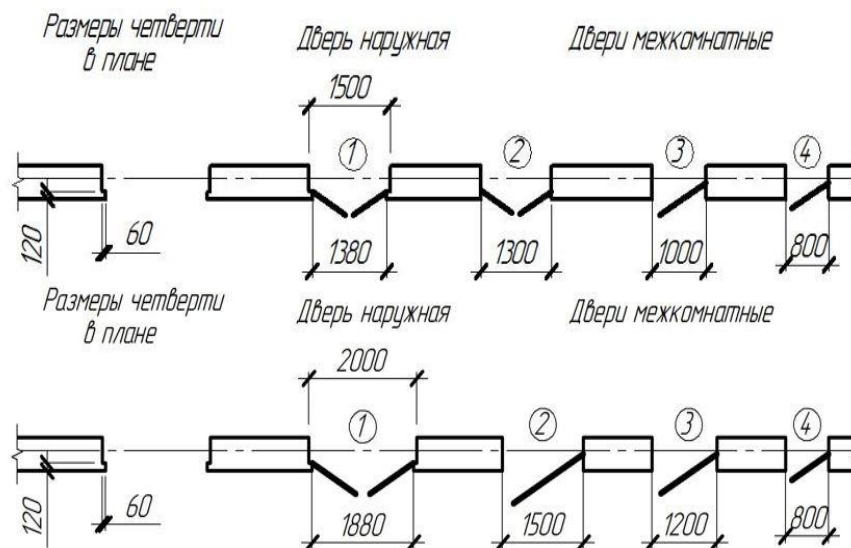 Размеры четверти
в плане
Дверь наружная
Двери межкомнатные
1500
1
2
3
4
120
60
1380
1300
1000
800
Размеры четверти
в плане
Дверь наружная
Двери межкомнатные
2000
1
2
3
4
120
60
1880
1500
1200
800